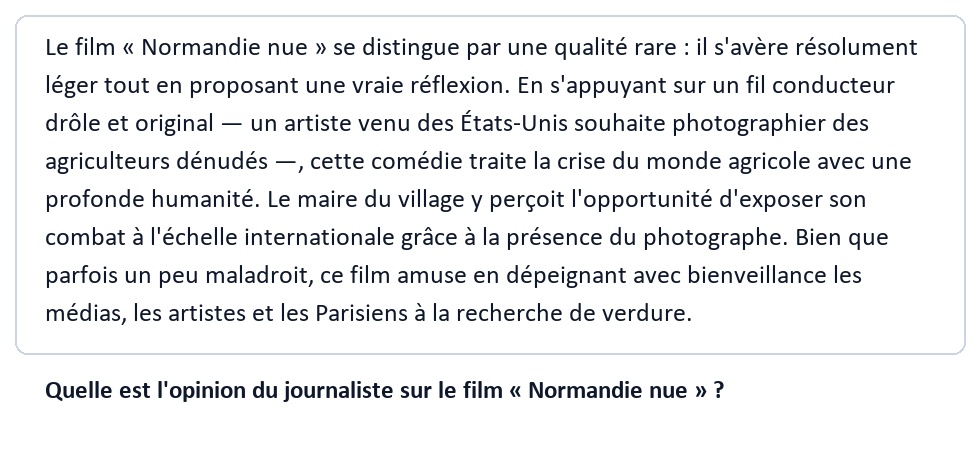 Le film « Normandie nue » se distingue par une qualité rare : il s'avère résolument
léger tout en proposant une vraie réflexion. En s'appuyant sur un fil conducteur
drôle et original — un artiste venu des États-Unis souhaite photographier des
agriculteurs dénudés —, cette comédie traite la crise du monde agricole avec une
profonde humanité. Le maire du village y perçoit l'opportunité d'exposer son
combat à l'échelle internationale grâce à la présence du photographe. Bien que
parfois un peu maladroit, ce film amuse en dépeignant avec bienveillance les
médias, les artistes et les Parisiens à la recherche de verdure.
Quelle est l'opinion du journaliste sur le film « Normandie nue » ?